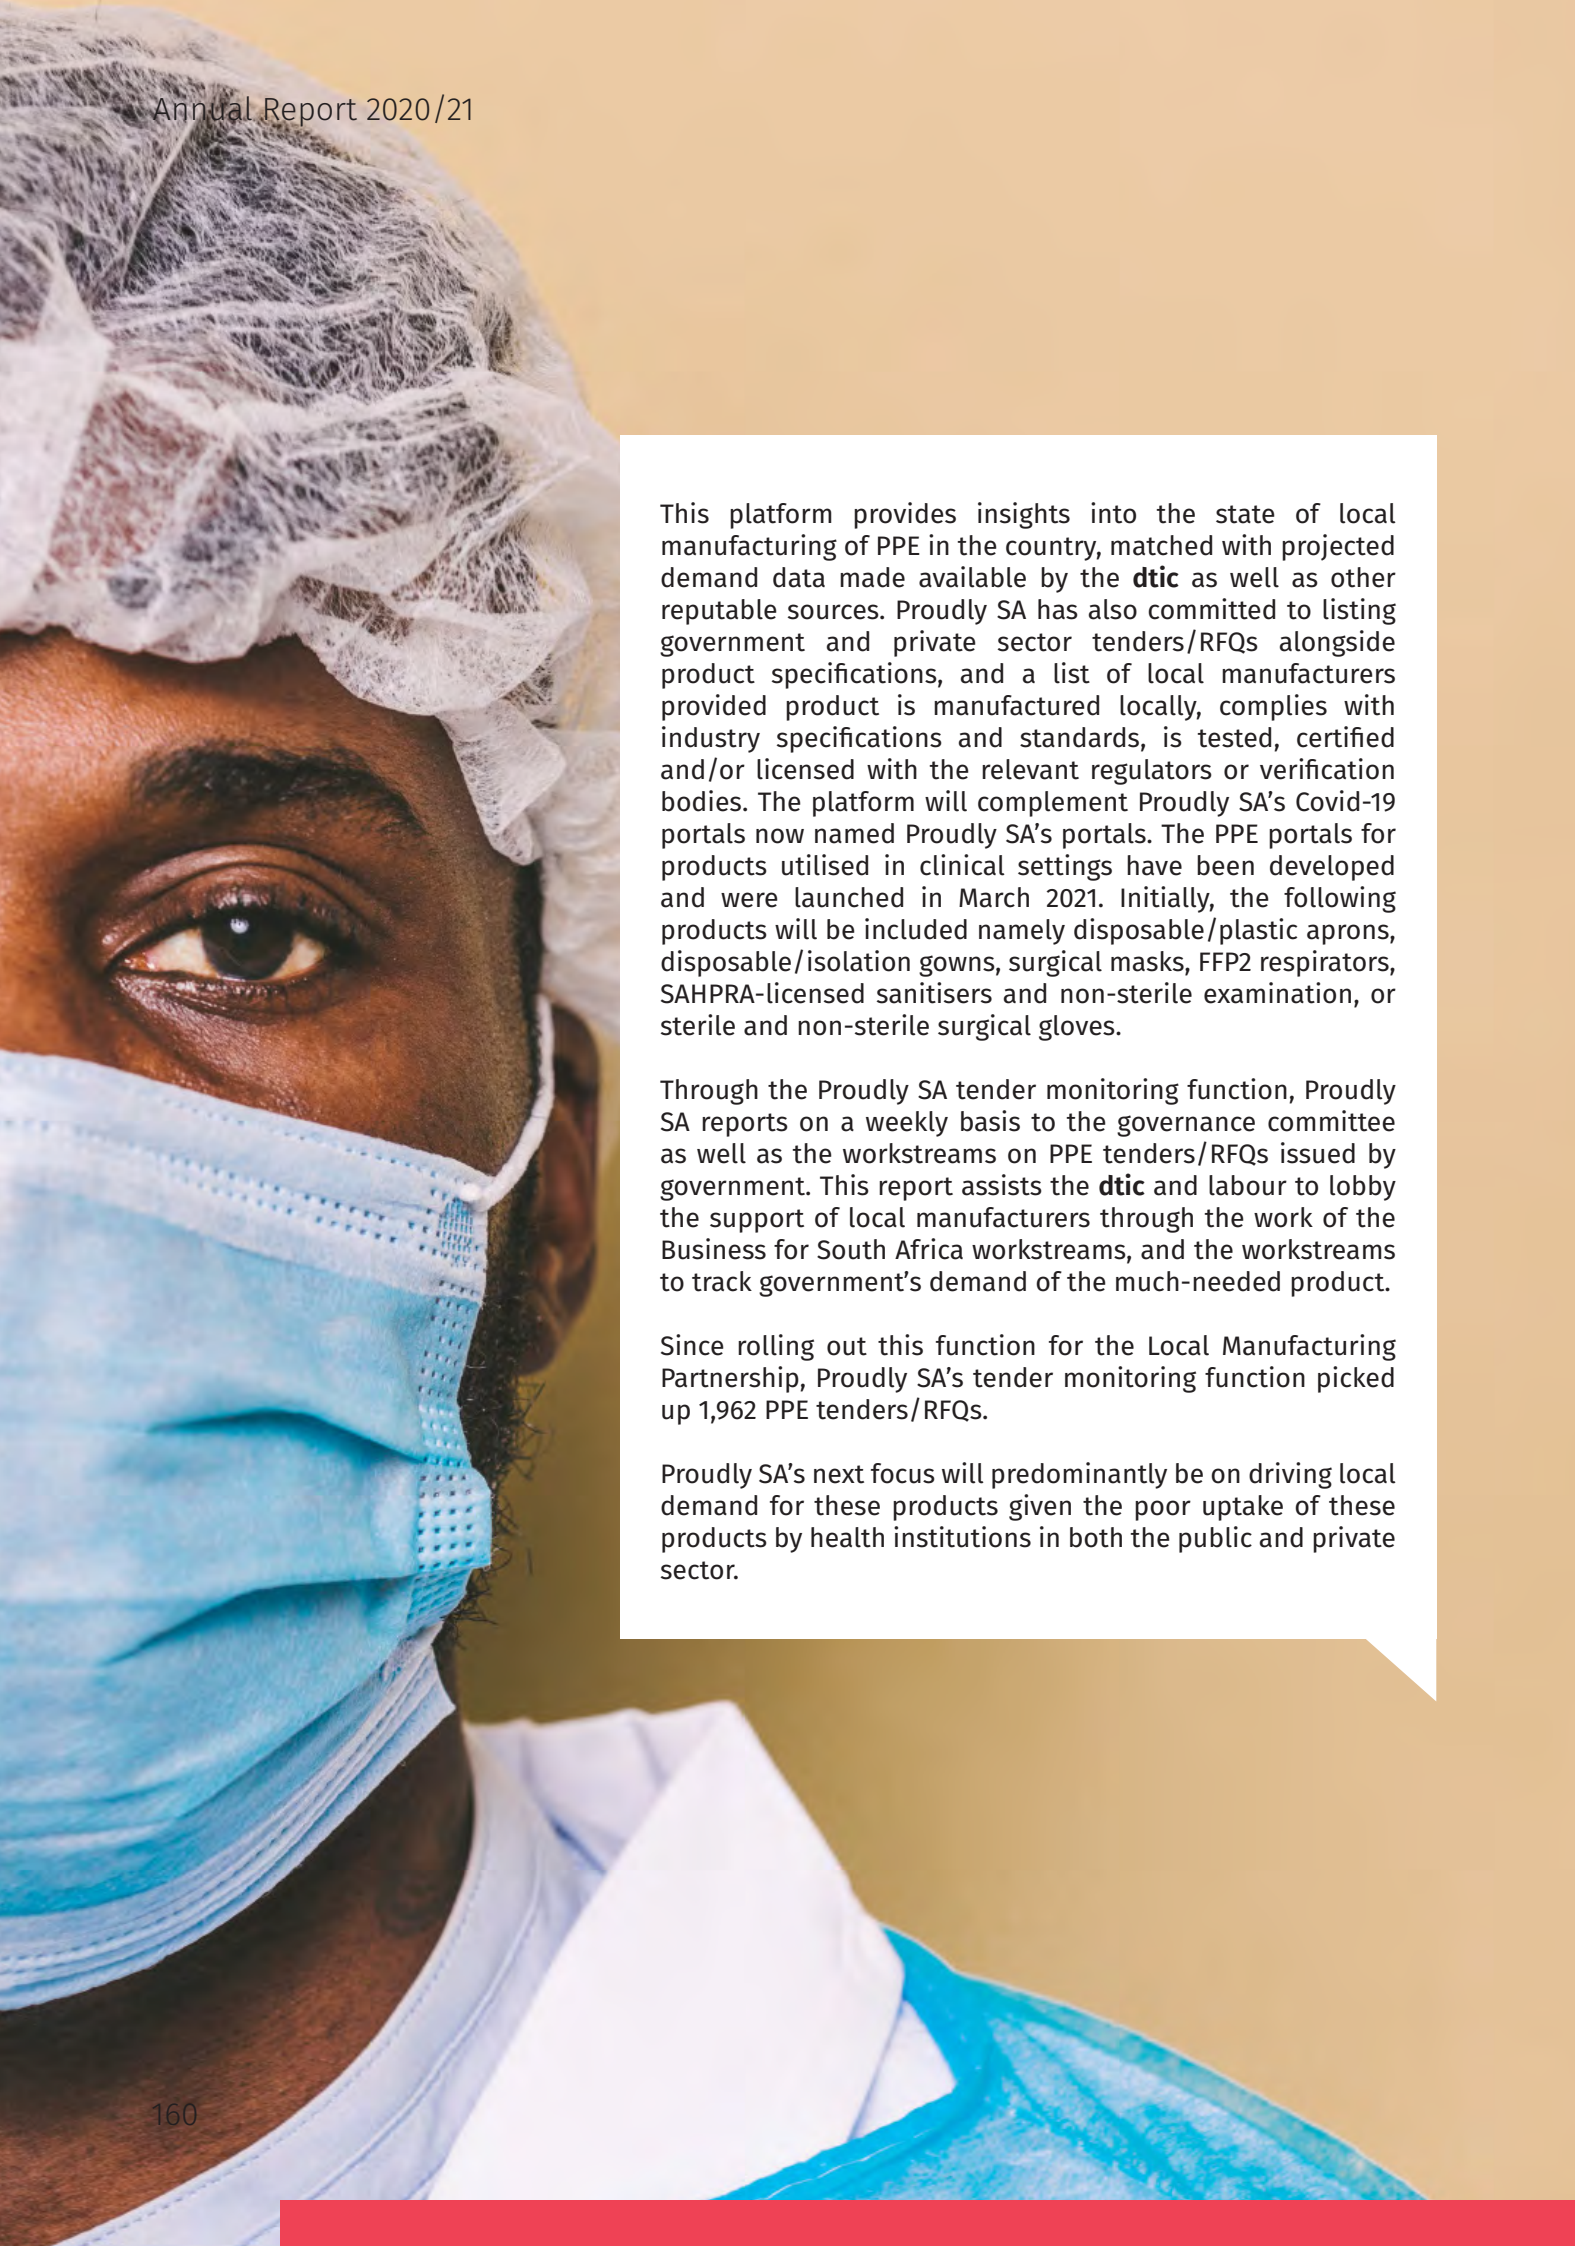 Annual Report 2020/21
This platform provides insights into the state of local
manufacturing of PPE in the country, matched with projected
demand data made available by the dtic as well as other
reputable sources. Proudly SA has also committed to listing
government and private sector tenders/RFQs alongside
product specifications, and a list of local manufacturers
provided product is manufactured locally, complies with
industry specifications and standards, is tested, certified
and/or licensed with the relevant regulators or verification
bodies. The platform will complement Proudly SA’s Covid-19
portals now named Proudly SA’s portals. The PPE portals for
products utilised in clinical settings have been developed
and were launched in March 2021. Initially, the following
products will be included namely disposable/plastic aprons,
disposable/isolation gowns, surgical masks, FFP2 respirators,
SAHPRA-licensed sanitisers and non-sterile examination, or
sterile and non-sterile surgical gloves.
Through the Proudly SA tender monitoring function, Proudly
SA reports on a weekly basis to the governance committee
as well as the workstreams on PPE tenders/RFQs issued by
government. This report assists the dtic and labour to lobby
the support of local manufacturers through the work of the
Business for South Africa workstreams, and the workstreams
to track government’s demand of the much-needed product.
Since rolling out this function for the Local Manufacturing
Partnership, Proudly SA’s tender monitoring function picked
up 1,962 PPE tenders/RFQs.
Proudly SA’s next focus will predominantly be on driving local
demand for these products given the poor uptake of these
products by health institutions in both the public and private
sector.
160